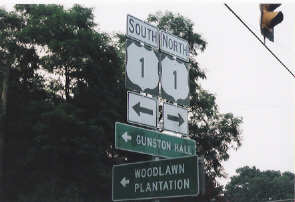 SOUTH NORTH
1 1
GUNSTON HALL
WOODLAWN
PLANTATION